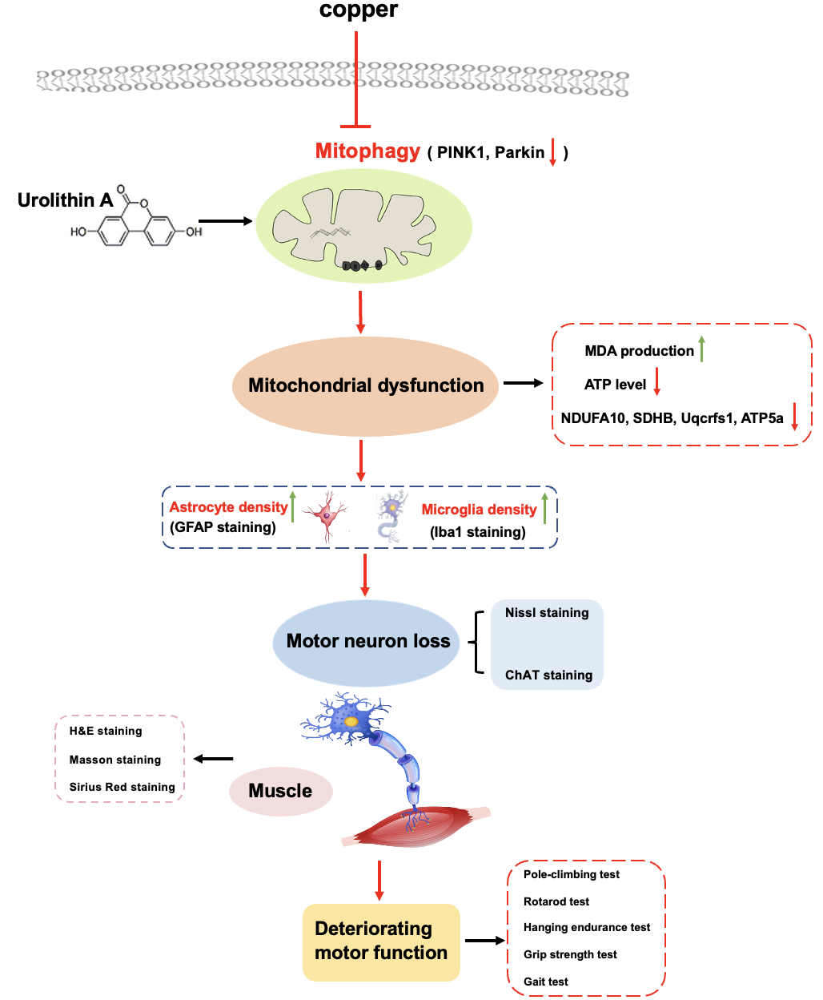 copper
Mitophagy ( PINK1, Parkin )
Urolithin A
O
O
HO
OH
Mitochondrial dysfunction
MDA production
ATP level
NDUFA10, SDHB, Uqcrfs1, ATP5a
Astrocyte density
(GFAP staining)
Microglia density
(Iba1 staining)
Motor neuron loss
Nissl staining
ChAT staining
H&E staining
Masson staining
Sirius Red staining
Muscle
Deteriorating
motor function
Pole-climbing test
Rotarod test
Hanging endurance test
Grip strength test
Gait test